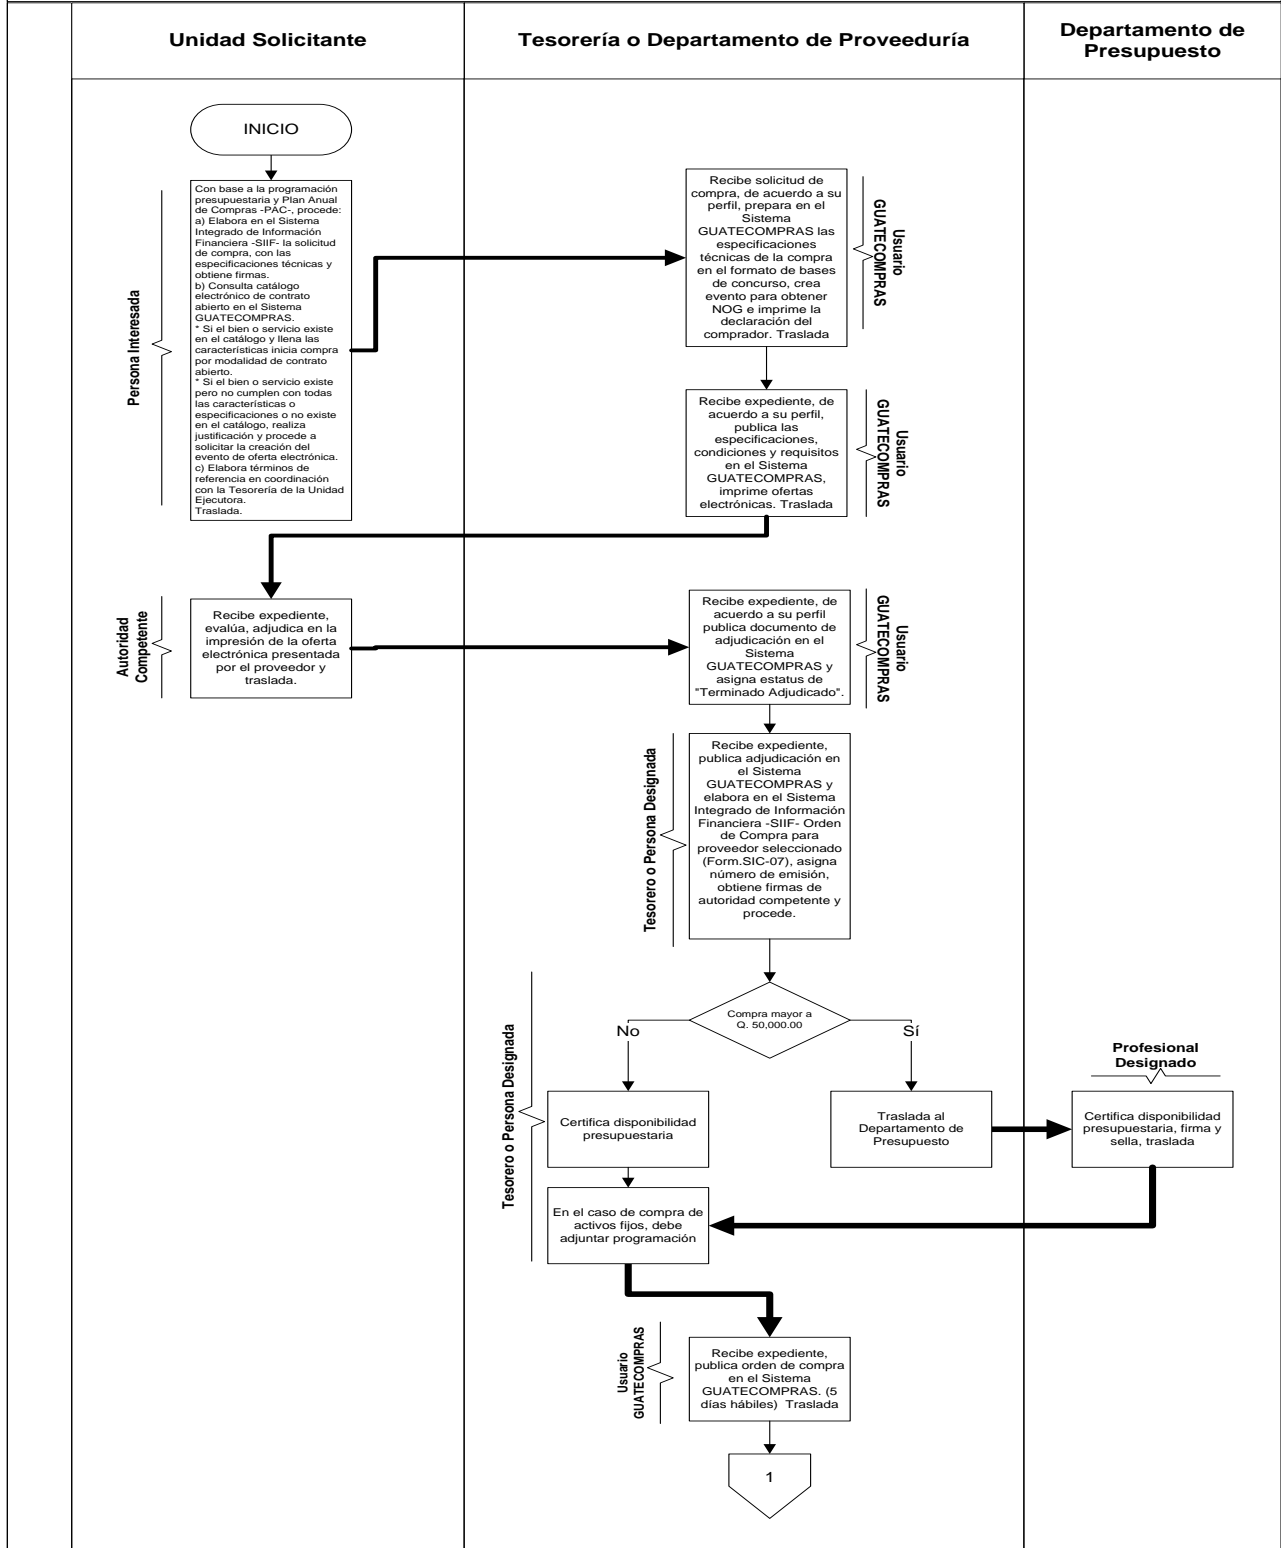 Unidad Solicitante
Tesorería o Departamento de Proveeduría
Departamento de
Presupuesto
INICIO
Persona Interesada
Con base a la programación
presupuestaria y Plan Anual
de Compras -PAC-, procede:
a) Elabora en el Sistema
Integrado de Información
Financiera -SIIF- la solicitud
de compra, con las
especificaciones técnicas y
obtiene firmas.
b) Consulta catálogo
electrónico de contrato
abierto en el Sistema
GUATECOMPRAS.
* Si el bien o servicio existe
en el catálogo y llena las
características inicia compra
por modalidad de contrato
abierto.
* Si el bien o servicio existe
pero no cumplen con todas
las características o
especificaciones o no existe
en el catálogo, realiza
justificación y procede a
solicitar la creación del
evento de oferta electrónica.
c) Elabora términos de
referencia en coordinación
con la Tesorería de la Unidad
Ejecutora.
Traslada.
Recibe solicitud de
compra, de acuerdo a su
perfil, prepara en el
Sistema
GUATECOMPRAS las
especificaciones
técnicas de la compra
en el formato de bases
de concurso, crea
evento para obtener
NOG e imprime la
declaración del
comprador. Traslada
Usuario
GUATECOMPRAS
Recibe expediente, de
acuerdo a su perfil,
publica las
especificaciones,
condiciones y requisitos
en el Sistema
GUATECOMPRAS,
imprime ofertas
electrónicas. Traslada
Usuario
GUATECOMPRAS
Autoridad
Competente
Recibe expediente,
evalúa, adjudica en la
impresión de la oferta
electrónica presentada
por el proveedor y
traslada.
Recibe expediente, de
acuerdo a su perfil
publica documento de
adjudicación en el
Sistema
GUATECOMPRAS y
asigna estatus de
"Terminado Adjudicado".
Usuario
GUATECOMPRAS
Tesorero o Persona Designada
Recibe expediente,
publica adjudicación en
el Sistema
GUATECOMPRAS y
elabora en el Sistema
Integrado de Información
Financiera -SIIF- Orden
de Compra para
proveedor seleccionado
(Form.SIC-07), asigna
número de emisión,
obtiene firmas de
autoridad competente y
procede.
Tesorero o Persona Designada
Compra mayor a
Q. 50,000.00
No
Sí
Certifica disponibilidad
presupuestaria
Traslada al
Departamento de
Presupuesto
Profesional
Designado
Certifica disponibilidad
presupuestaria, firma y
sella, traslada
En el caso de compra de
activos fijos, debe
adjuntar programación
Usuario
GUATECOMPRAS
Recibe expediente,
publica orden de compra
en el Sistema
GUATECOMPRAS. (5
días hábiles) Traslada
1